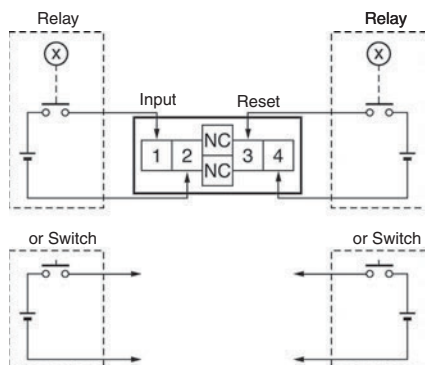 Relay Relay
X X
Input Reset
NC
1 2 3 4
NC
or Switch or Switch